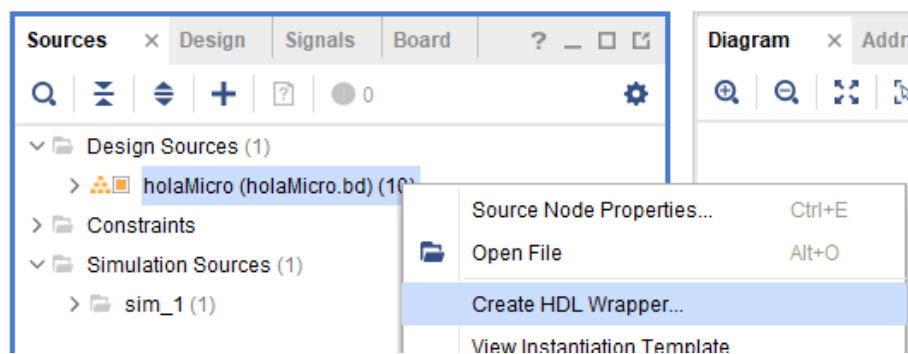 Sources × Design Signals Board ? Diagram × Addr
0
Design Sources (1)
holaMicro (holaMicro.bd) (10)
Source Node Properties... Ctrl+E
Constraints
Open File Alt+O
Simulation Sources (1)
sim_1 (1)
Create HDL Wrapper...
View Instantiation Template